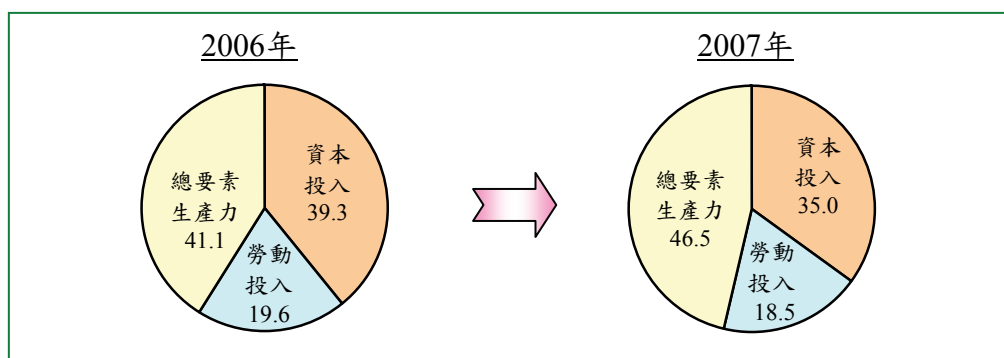 2006年
資本
投入
39.3
總要素
生產力
41.1
勞動
投入
19.6
2007年
資本
投入
35.0
總要素
生產力
46.5
勞動
投入
18.5